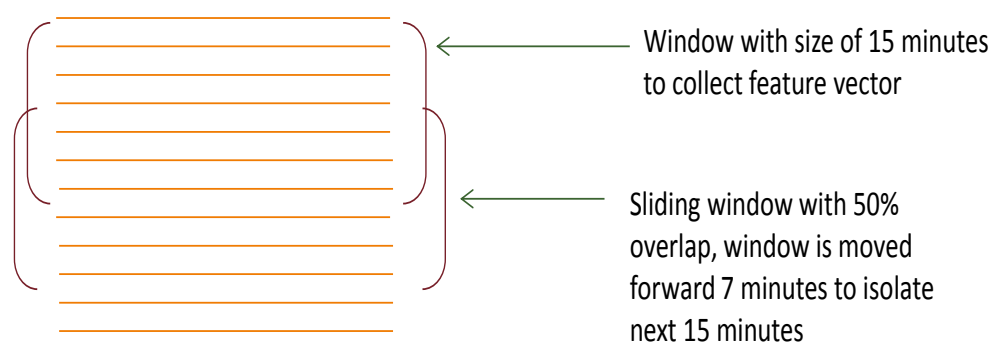 Window with size of 15 minutes
to collect feature vector
Sliding window with 50%
overlap, window is moved
forward 7 minutes to isolate
next 15 minutes